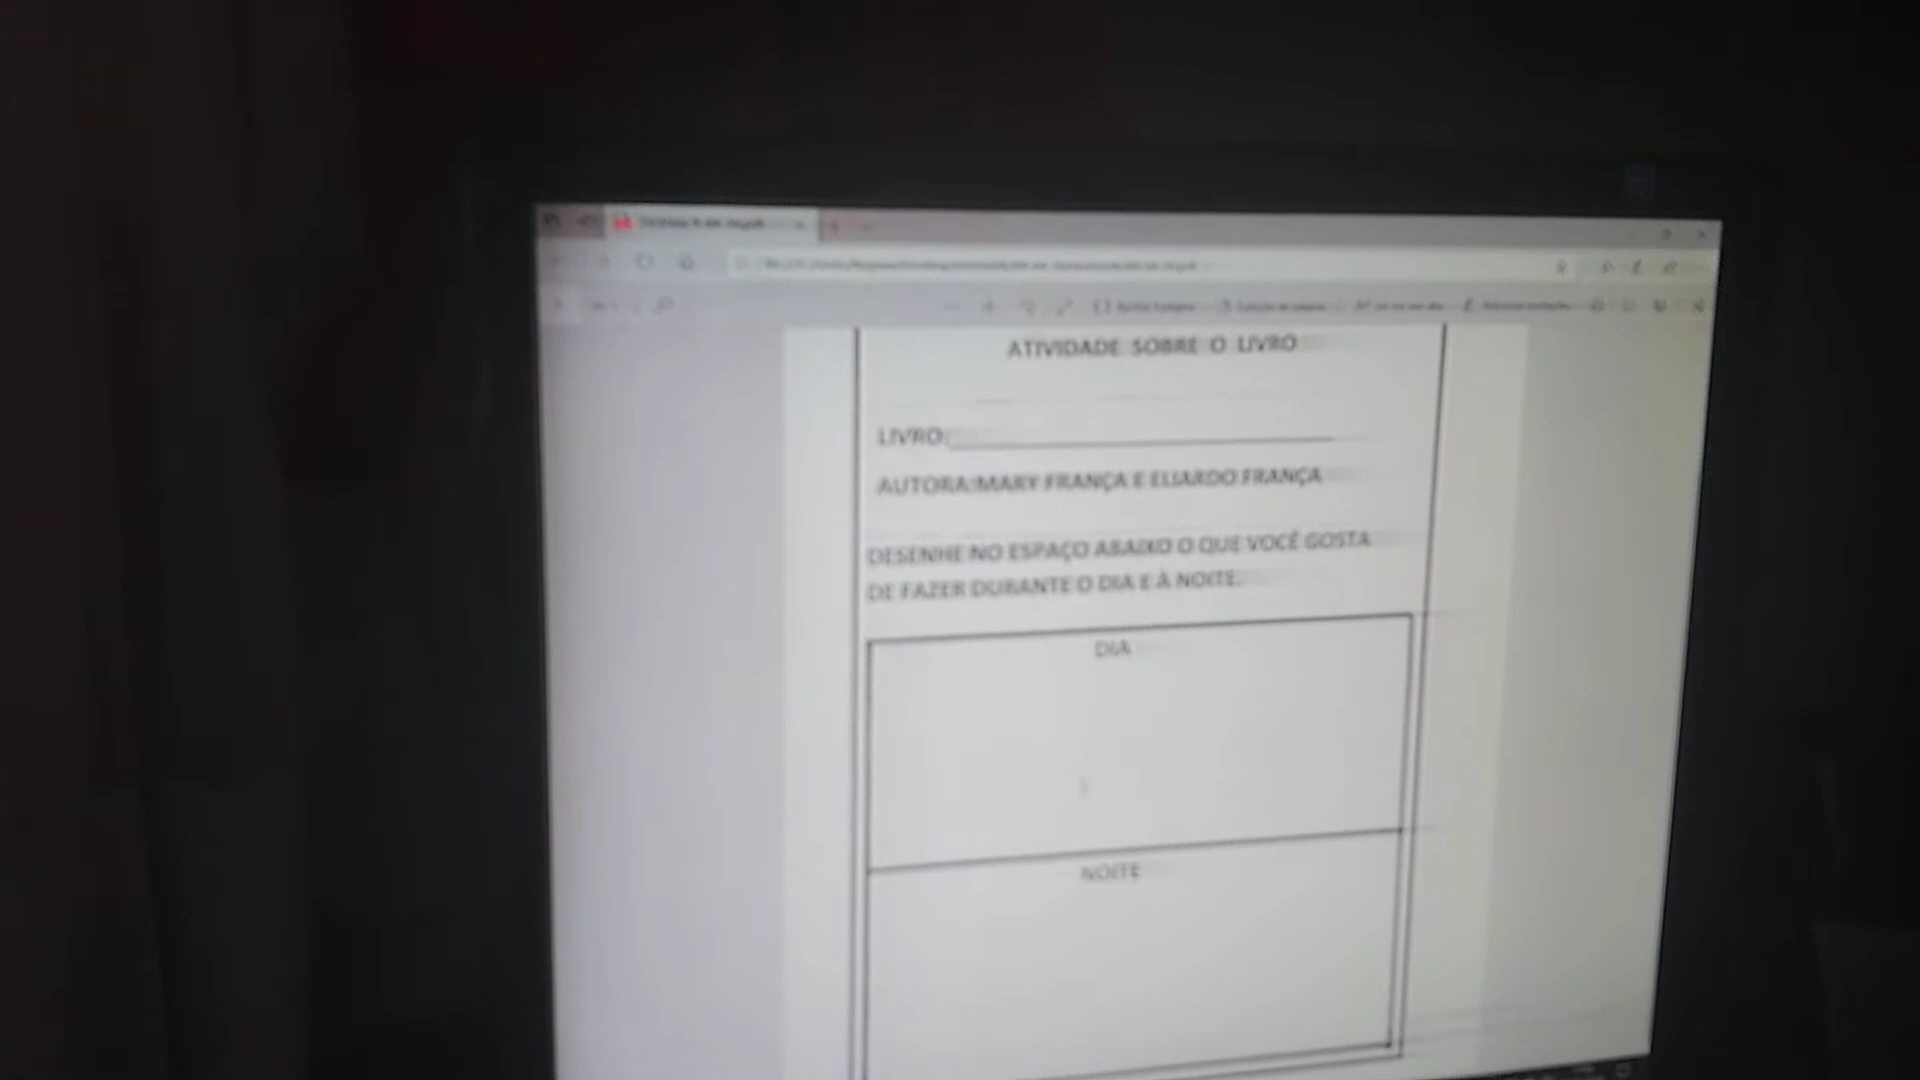 ATIVIDADE SOBRE O LIVRO
LIVRO:
AUTORA:MARY FRANÇA E ELIARDO FRANÇA
DESENHE NO ESPAÇO ABAIXO O QUE VOCÊ GOSTA
DE FAZER DURANTE O DIA E À NOITE.
DIA
NOITE